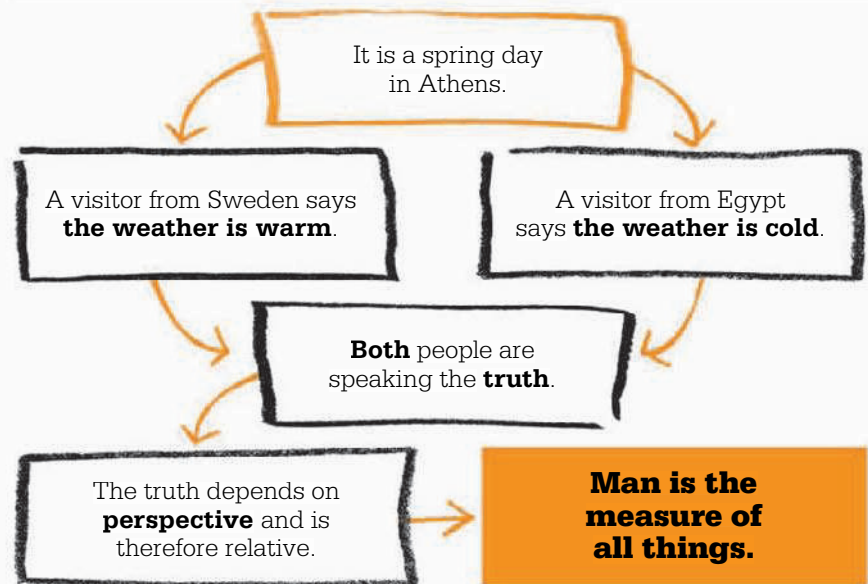 It is a spring day
in Athens.
A visitor from Sweden says
the weather is warm.
A visitor from Egypt
says the weather is cold.
Both people are
speaking the truth.
The truth depends on
perspective and is
therefore relative.
Man is the
measure of
all things.